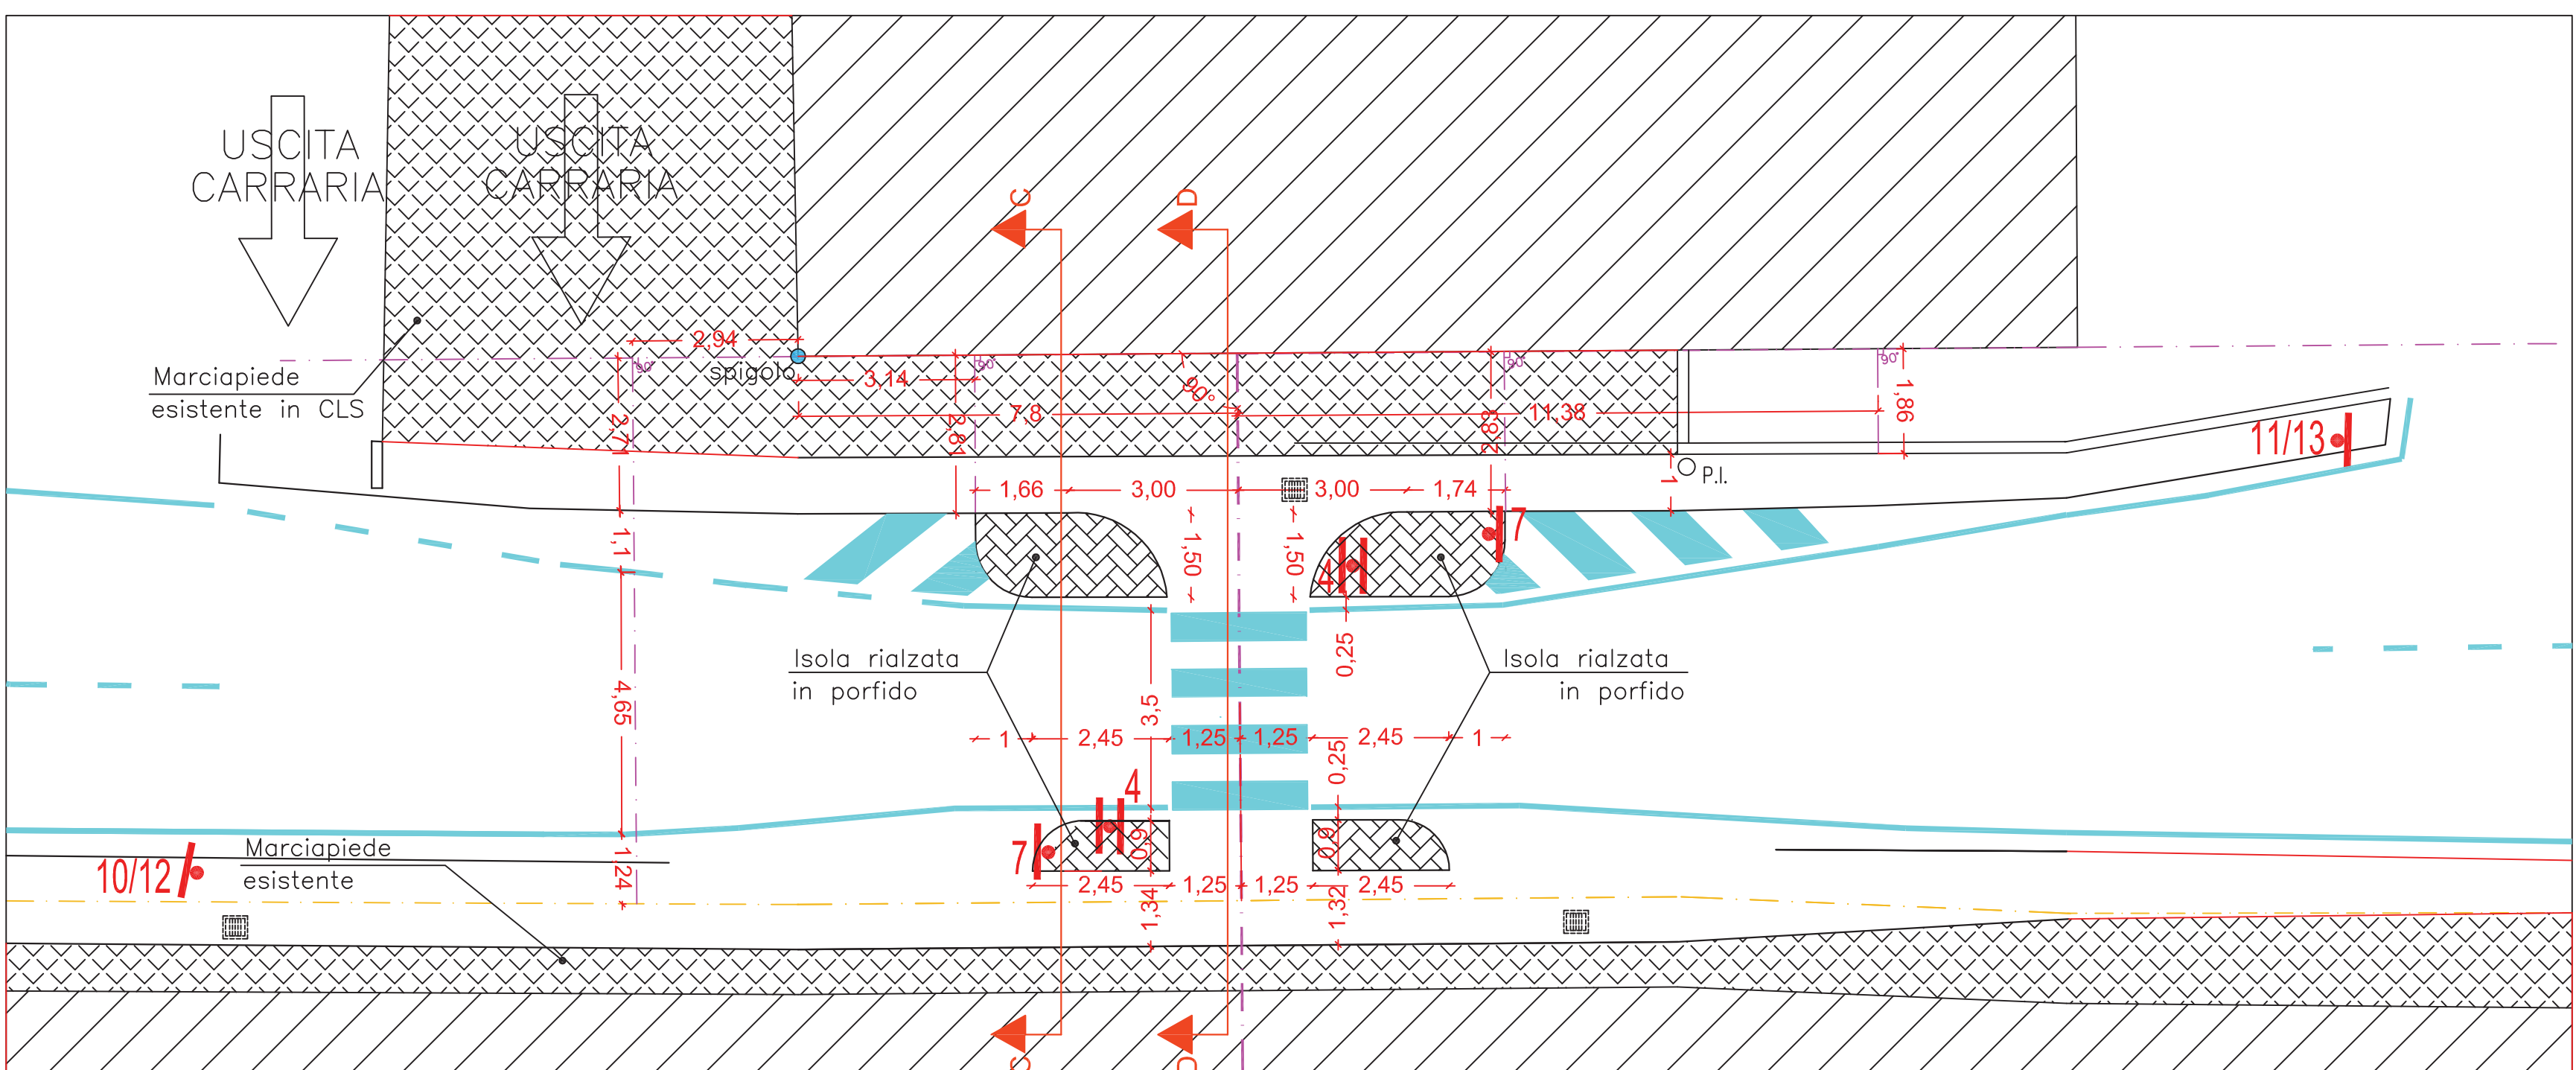 C
D
USCITA
CARRARIA
USCITA
CARRARIA
2,94
90°
spigolo
3,14
90°
90°
90°
90°
1,86
Marciapiede
esistente in CLS
7,8
11,38
2,71
2,81
2,83
11/13
P.I.
1
1,66
3,00
3,00
1,74
7
1,1
1,50
1,50
4
Isola rialzata
in porfido
0,25
Isola rialzata
in porfido
4,65
3,5
1
2,45
1,25
1,25
2,45
1
0,25
4
7
0,9
0,9
Marciapiede
esistente
10/12
1,24
2,45
1,25
1,25
2,45
1,34
1,32
C
D